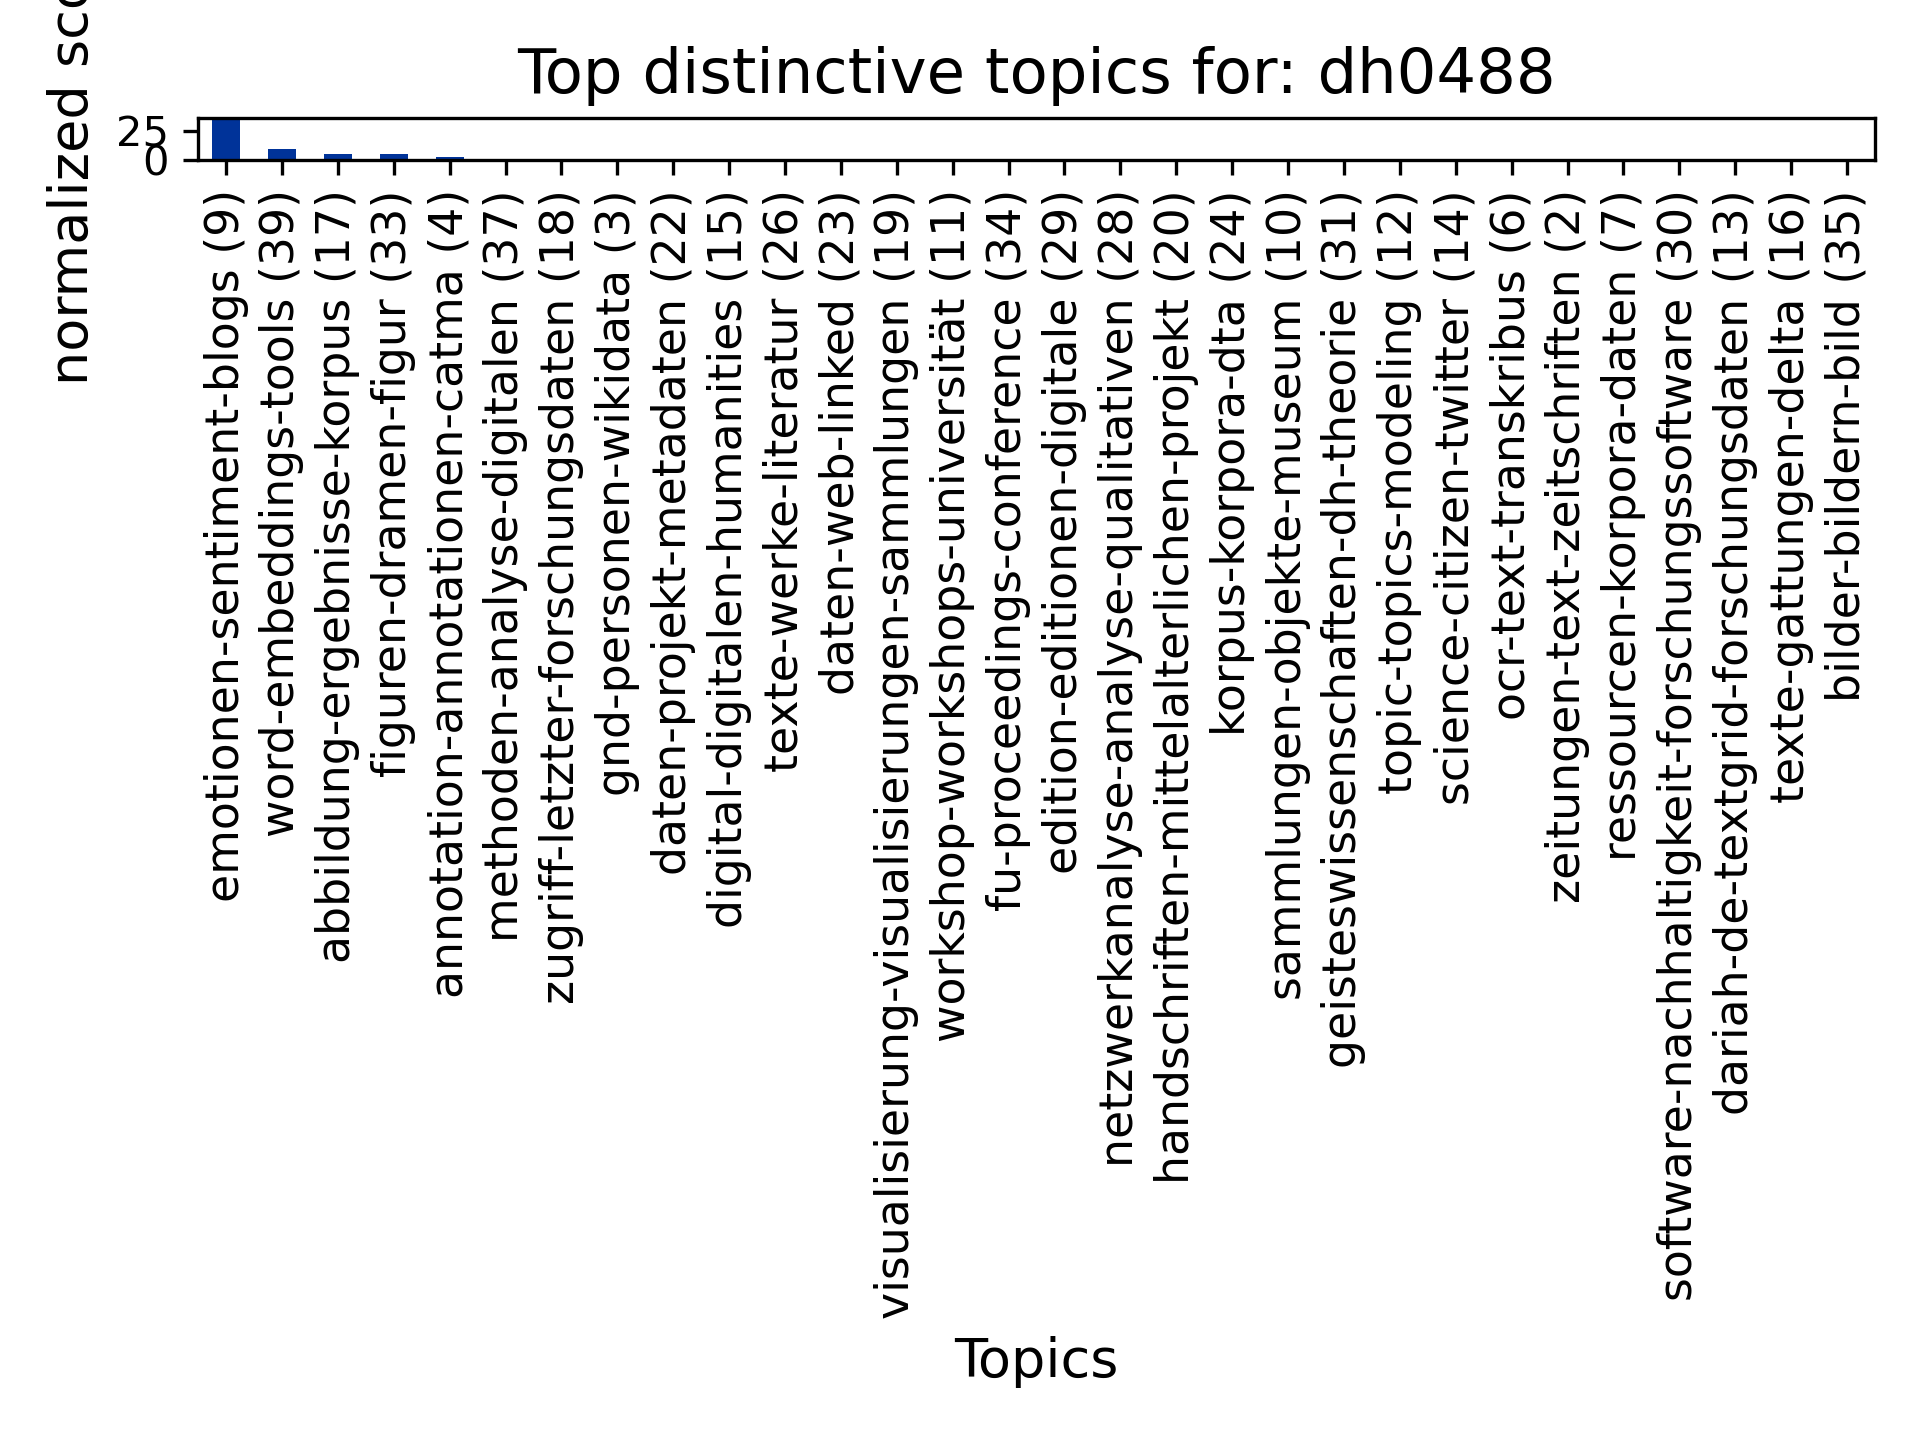 Top distinctive topics for: dh0488
normalized
25
0
emotionen-sentiment-blogs (9)
word-embeddings-tools (39)
abbildung-ergebnisse-korpus (17)
figuren-dramen-figur (33)
annotation-annotationen-catma (4)
methoden-analyse-digitalen (37)
zugriff-letzter-forschungsdaten (18)
gnd-personen-wikidata (3)
daten-projekt-metadaten (22)
digital-digitalen-humanities (15)
texte-werke-literatur (26)
daten-web-linked (23)
visualisierung-visualisierungen-sammlungen (19)
workshop-workshops-universität (11)
fu-proceedings-conference (34)
edition-editionen-digitale (29)
netzwerkanalyse-analyse-qualitativen (28)
handschriften-mittelalterlichen-projekt (20)
korpus-korpora-dta (24)
sammlungen-objekte-museum (10)
geisteswissenschaften-dh-theorie (31)
topic-topics-modeling (12)
science-citizen-twitter (14)
ocr-text-transkribus (6)
zeitungen-text-zeitschriften (2)
ressourcen-korpora-daten (7)
software-nachhaltigkeit-forschungssoftware (30)
dariah-de-textgrid-forschungsdaten (13)
texte-gattungen-delta (16)
bilder-bildern-bild (35)
Topics